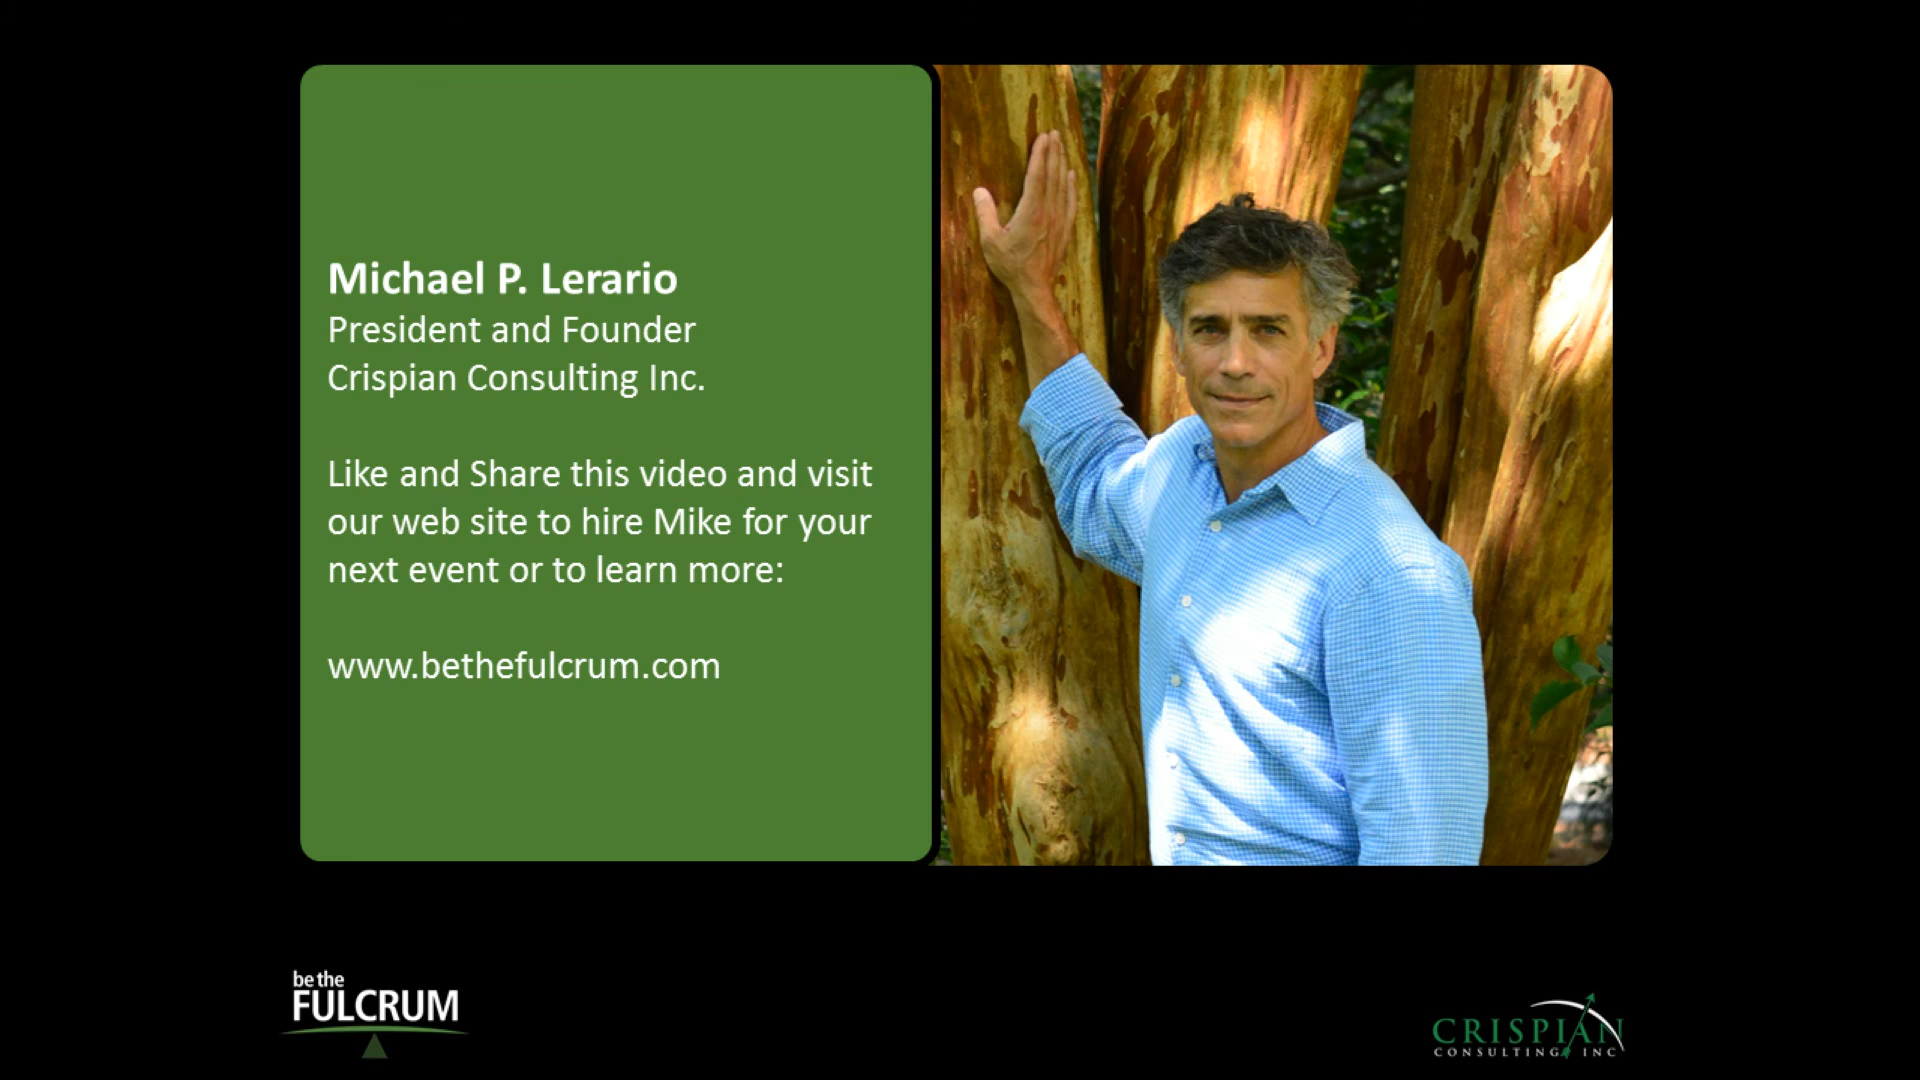 Michael P. Lerario
President and Founder
Crispian Consulting Inc.
Like and Share this video and visit
our web site to hire Mike for your
next event or to learn more:
www.bethefulcrum.com
be the
FULCRUM
CRISPIAN
CONSULTING INC